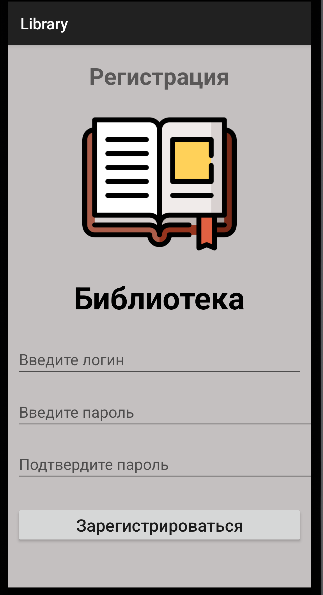 Library
Регистрация
Библиотека
Введите логин
Введите пароль
Подтвердите пароль
Зарегистрироваться